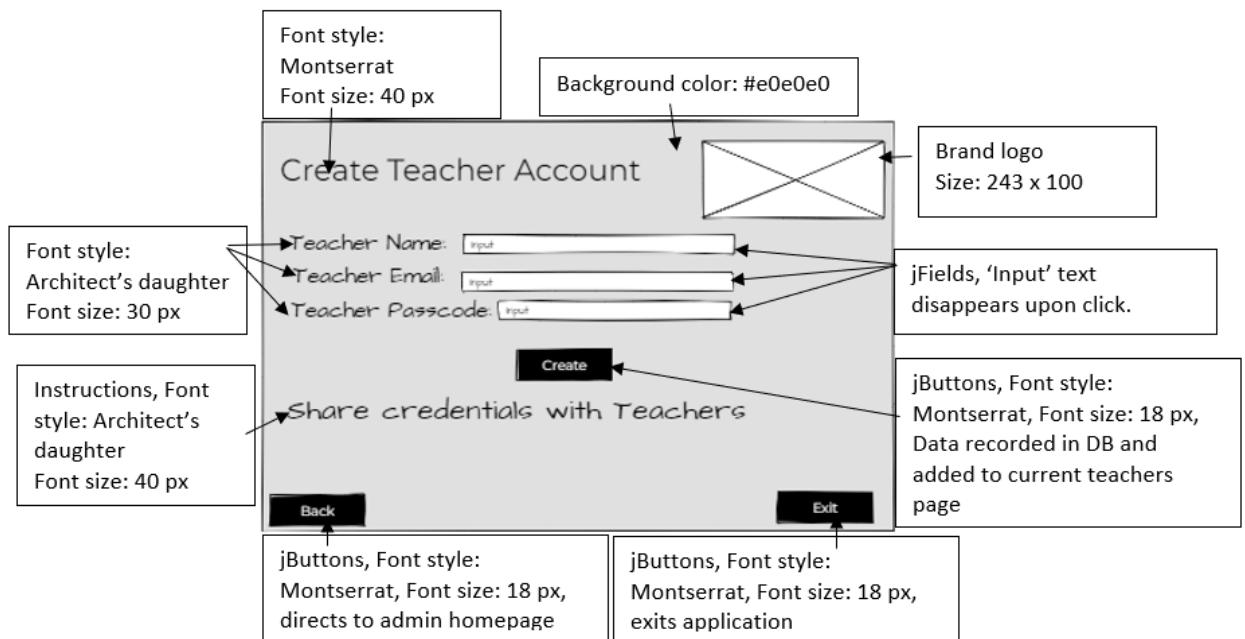 Font style:
Montserrat
Font size: 40 px
Background color: #e0e0e0
Brand logo
Size: 243 x 100
Create Teacher Account
Font style:
Architect's daughter
Font size: 30 px
Teacher Name:
Input
Teacher Email:
Input
Teacher Passcode:
Input
jFields, 'Input' text
disappears upon click.
Create
jButtons, Font style:
Montserrat, Font size: 18 px,
Data recorded in DB and
added to current teachers
page
Instructions, Font
style: Architect's
daughter
Font size: 40 px
Share credentials with Teachers
Back
Exit
jButtons, Font style:
Montserrat, Font size: 18 px,
directs to admin homepage
jButtons, Font style:
Montserrat, Font size: 18 px,
exits application